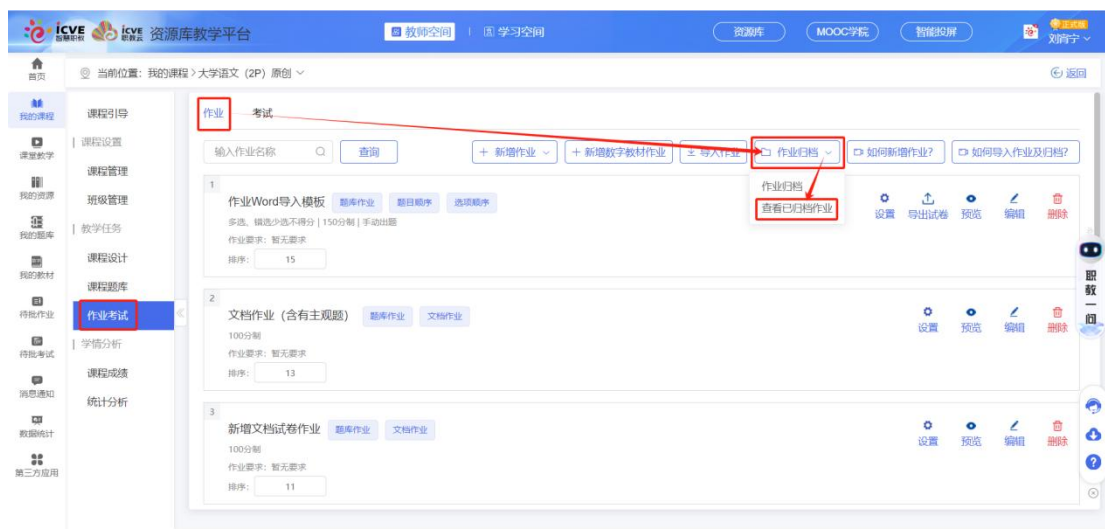 icve 智慧职教 icve 职教云 资源库教学平台 教师空间 学习空间 资源库 MOOC学院 智能投屏 正式版
首页 当前位置：我的课程 > 大学语文（2P）原创 返回
我的课程 课程引导 作业 考试
课堂教学 课程设置 输入作业名称 查询 + 新增作业 + 新增数字教材作业 导入作业 作业归档 如何新增作业? 如何导入作业及归档?
作业归档
查看已归档作业
课程管理
我的资源 班级管理
我的题库 教学任务
我的教材 课程设计
课程题库
待批作业 作业考试
待批考试 学情分析
课程成绩
消息通知 统计分析
数据统计
第三方应用
1
作业Word导入模板 题库作业 题目顺序 选项顺序 设置 导出试卷 预览 编辑 删除
多选、错选少选不得分 | 150分制 | 手动出题
作业要求：暂无要求
排序： 15
2
文档作业（含有主观题） 题库作业 文档作业 设置 预览 编辑 删除
100分制
作业要求：暂无要求
排序： 13
3
新增文档试卷作业 题库作业 文档作业 设置 预览 编辑 删除
100分制
作业要求：暂无要求
排序： 11
职教一问